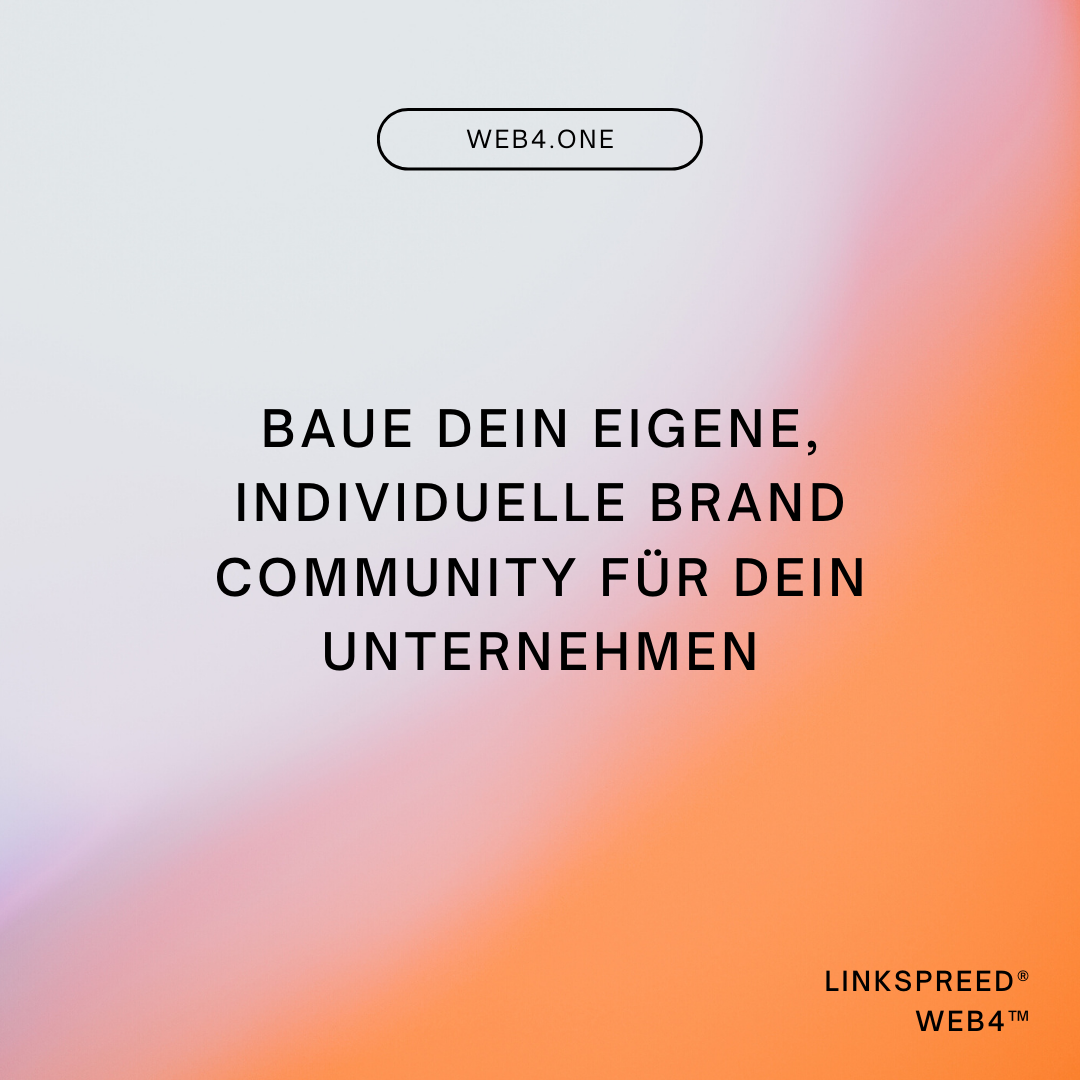 WEB4.ONE
BAUE DEIN EIGENE,
INDIVIDUELLE BRAND
COMMUNITY FÜR DEIN
UNTERNEHMEN
LINKSPREED®
WEB4™